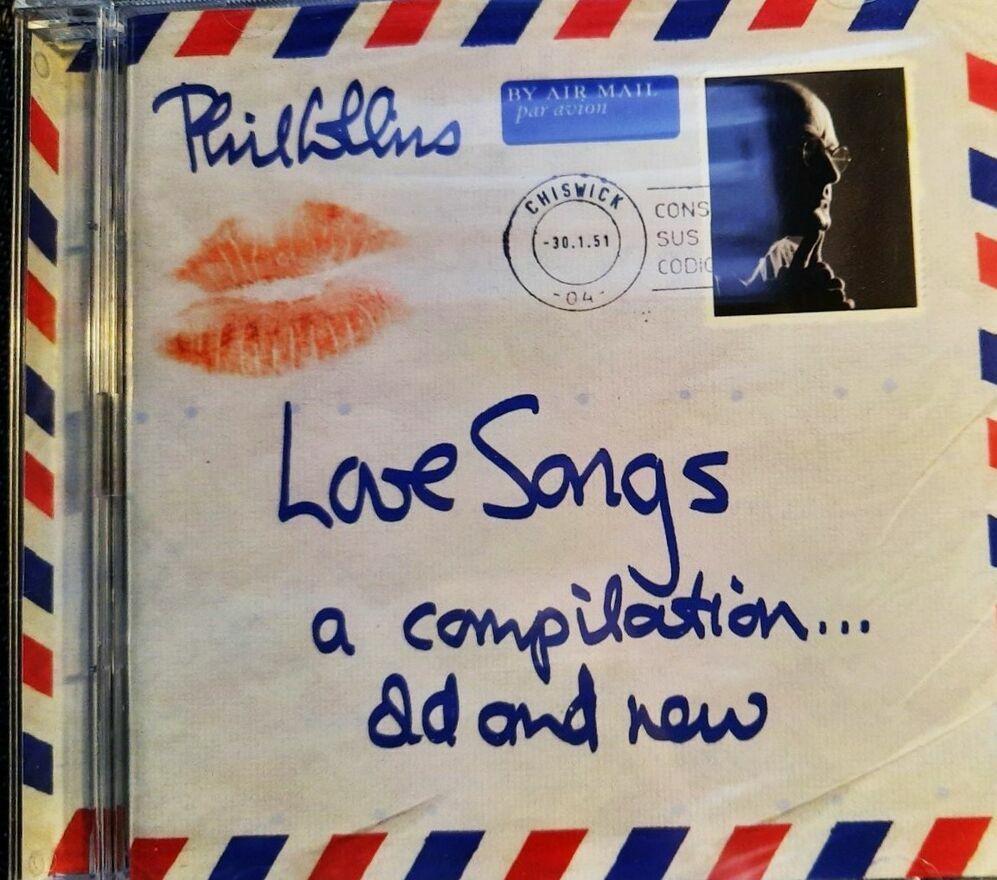 Phil Collins
BY AIR MAIL
par avion
CHISWICK
-30.1.51
-04-
CONS
SUS
CODIC
Love Songs
a compilation...
old and new